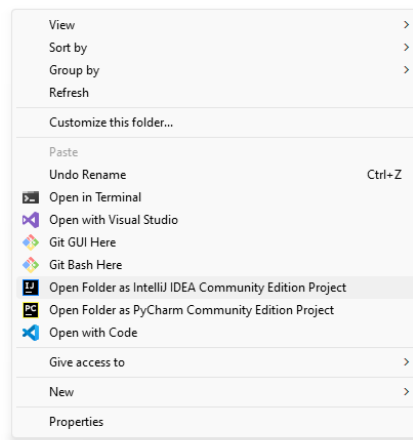 View
Sort by
Group by
Refresh
Customize this folder...
Paste
Undo Rename Ctrl+Z
Open in Terminal
Open with Visual Studio
Git GUI Here
Git Bash Here
IJ Open Folder as IntelliJ IDEA Community Edition Project
PC Open Folder as PyCharm Community Edition Project
Open with Code
Give access to
New
Properties